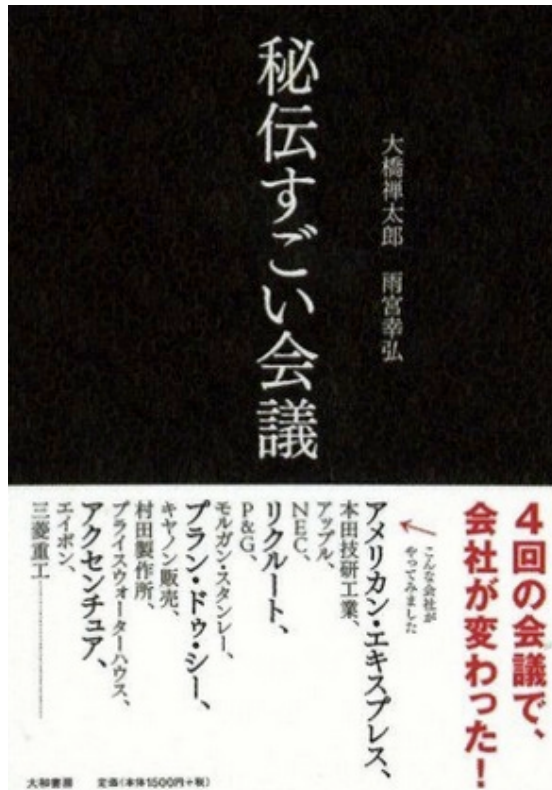 秘伝すごい会議
大橋禅太郎 雨宮幸弘
4回の会議で、
会社が変わった!
こんな会社が
やってみました
アメリカン・エキスプレス、
本田技研工業、
アップル、
NEC、
リクルート、
P&G、
モルガン・スタンレー、
プラン・ドゥ・シー、
キヤノン販売、
村田製作所、
プライスウォーターハウス、
アクセンチュア、
エイボン、
三菱重工
大和書房 定価(本体1500円+税)